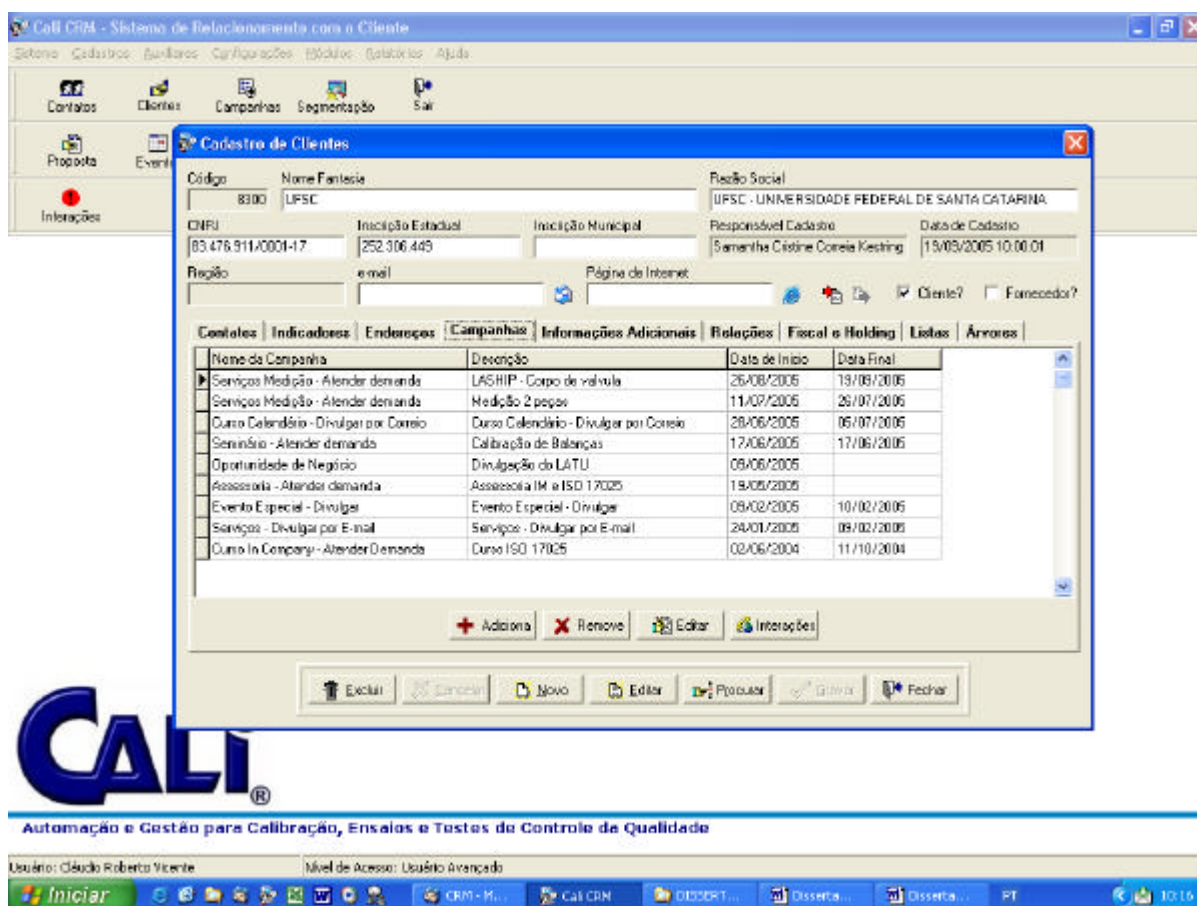 Cali CRM - Sistema de Relacionamento com o Cliente
Sistema Cadastros Auxiliares Configurações Módulos Relatórios Ajuda
Contatos Clientes Campanhas Segmentação Sair
Proposta
Interações
Cadastro de Clientes
Código Nome Fantasia Razão Social
8300 UFSC UFSC - UNIVERSIDADE FEDERAL DE SANTA CATARINA
CNPJ Inscrição Estadual Inscrição Municipal Responsável Cadastro Data de Cadastro
83.476.911/0001-17 252.306.449 Samantha Cristine Correia Kestring 19/09/2005 10:00:01
Região e-mail Página de Internet
Cliente? Fornecedor?
Contatos Indicadores Endereços Campanhas Informações Adicionais Relações Fiscal e Holding Listas Árvores
Nome da Campanha Descrição Data de Início Data Final
Serviços Medição - Atender demanda LASHIP - Corpo de valvula 26/08/2005 19/09/2005
Serviços Medição - Atender demanda Medição 2 peças 11/07/2005 26/07/2005
Curso Calendário - Divulgar por Correio Curso Calendário - Divulgar por Correio 28/06/2005 05/07/2005
Seminário - Atender demanda Calibração de Balanças 17/06/2005 17/06/2005
Oportunidade de Negócio Divulgação do LATU 09/06/2005
Assessoria - Atender demanda Assessoria IM e ISO 17025 19/05/2005
Evento Especial - Divulgar Evento Especial - Divulgar 09/02/2005 10/02/2005
Serviços - Divulgar por E-mail Serviços - Divulgar por E-mail 24/01/2005 09/02/2005
Curso In Company - Atender Demanda Curso ISO 17025 02/06/2004 11/10/2004
Adiciona Remove Editar Interações
Excluir Cancelar Novo Editar Procurar Gravar Fechar
CALI ®
Automação e Gestão para Calibração, Ensaios e Testes de Controle da Qualidade
Usuário: Cláudio Roberto Vicente Nível de Acesso: Usuário Avançado
Iniciar CRM - M... Cali CRM DISSERT... Disserta... Disserta... PT 10:16